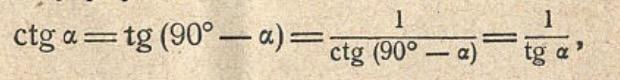 ctg α = tg (90° — α) = 1 / ctg (90° — α) = 1 / tg α,